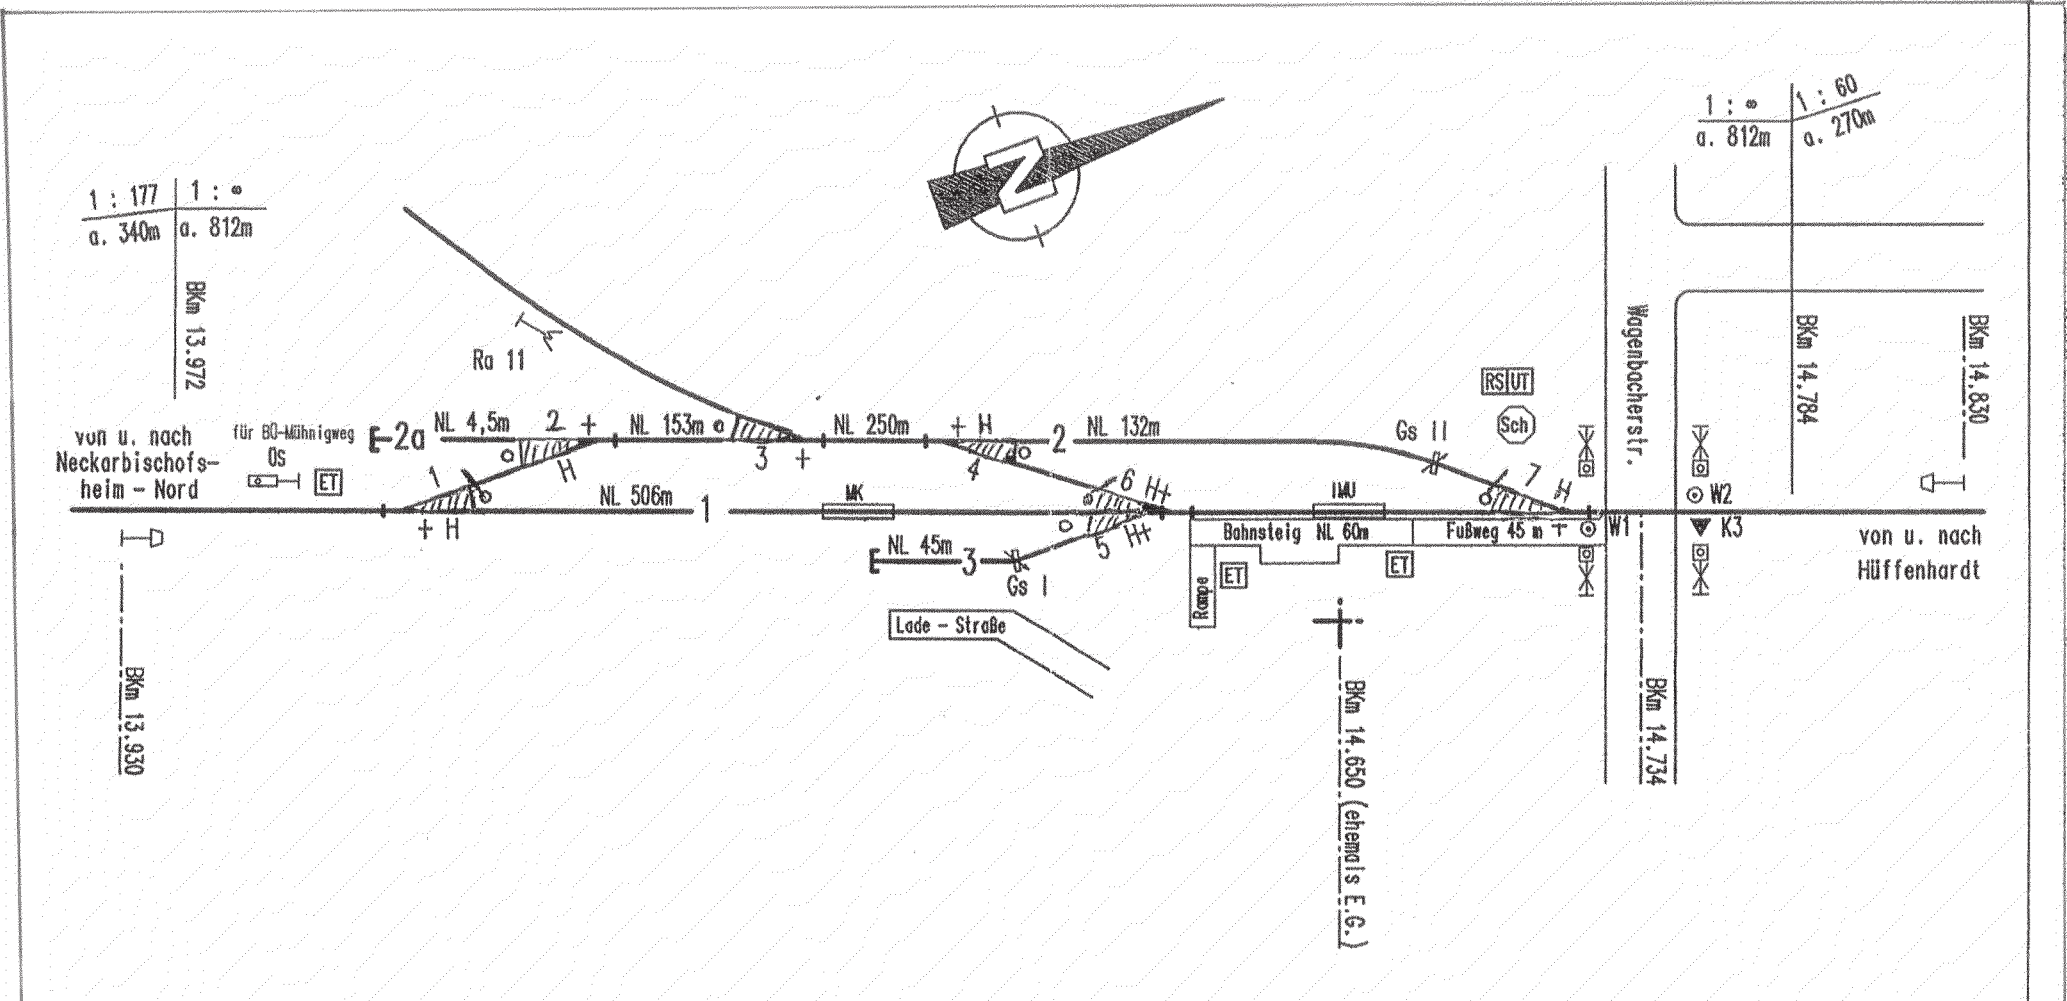 1 : ∞
1 : 60
a. 812m
a. 270m
N
1 : 177
1 : ∞
a. 340m
a. 812m
BKm 13.972
Ra 11
Wagenbacherstr.
BKm 14.784
BKm 14.830
RS UT
Sch
von u. nach
Neckarbischofs-
heim - Nord
für BÜ-Mühnigweg
ÜS
ET
2a
NL 4,5m
2 +
NL 153m
3 +
NL 250m
+ H
4
2
NL 132m
Gs II
7 H
1
H
+ H
NL 506m
1
MK
6 H+
5 H+
IMU
W2
K3
W1
Bahnsteig NL 60m
Fußweg 45 m
NL 45m
3
Gs I
Rampe
ET
ET
von u. nach
Hüffenhardt
Lade - Straße
BKm 13.930
BKm 14.650 (ehemals E.G.)
BKm 14.734